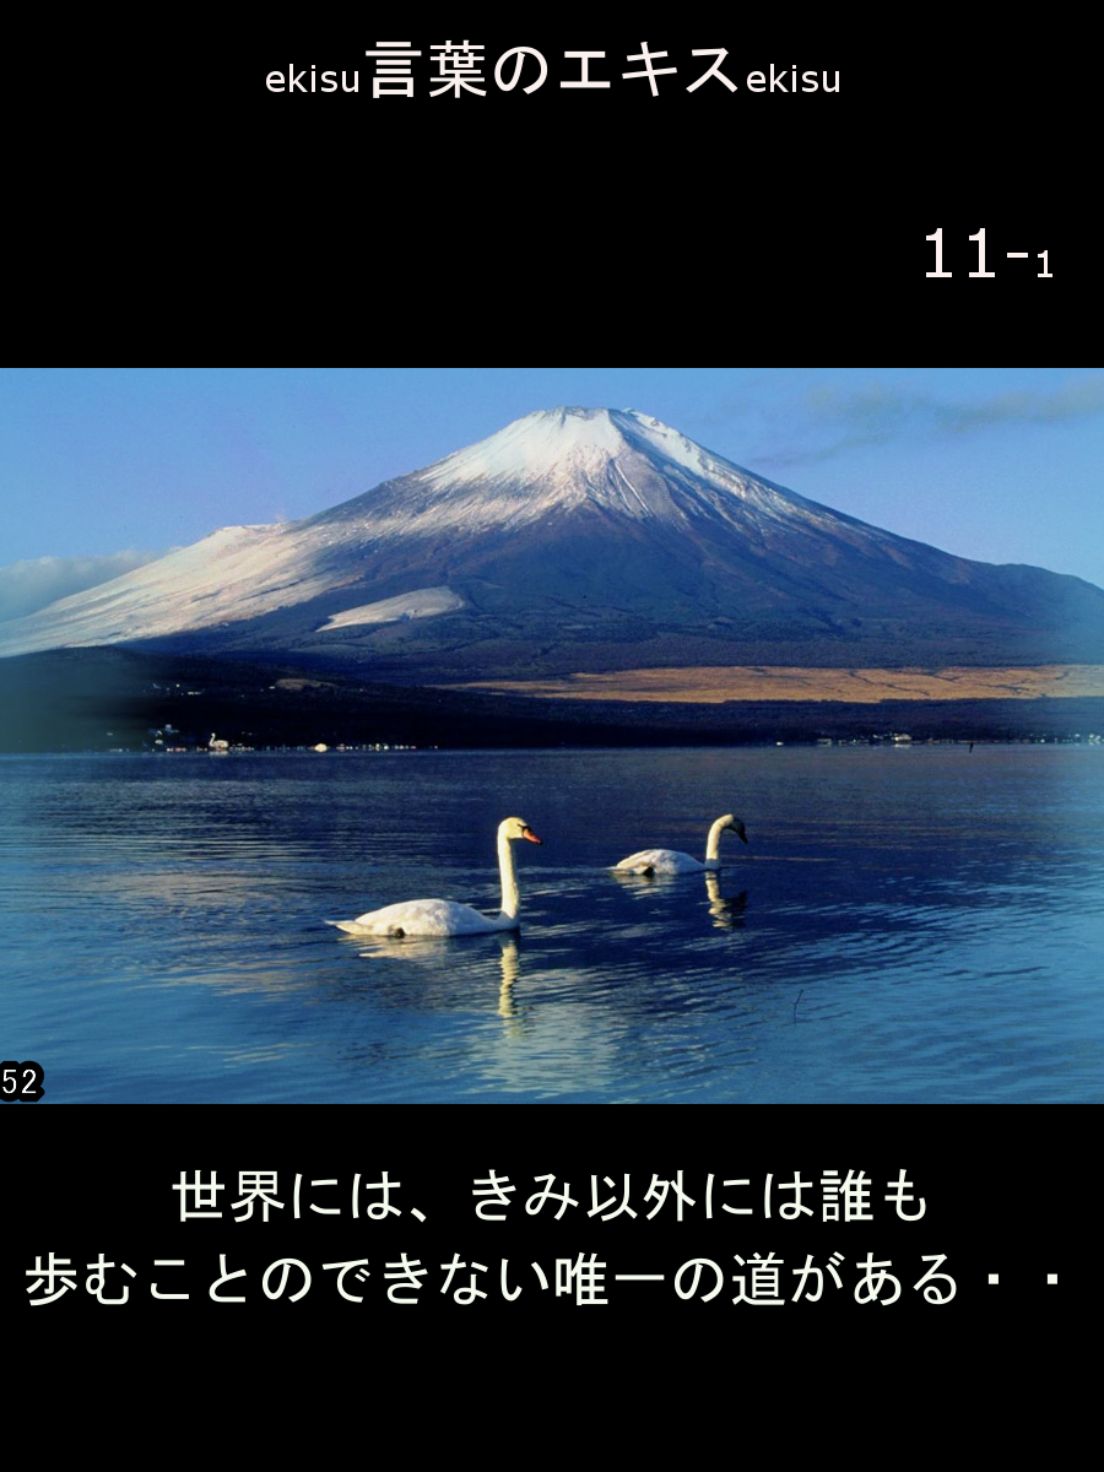 ekisu言葉のエキスekisu
11-1
52
世界には、きみ以外には誰も
歩むことのできない唯一の道がある・・